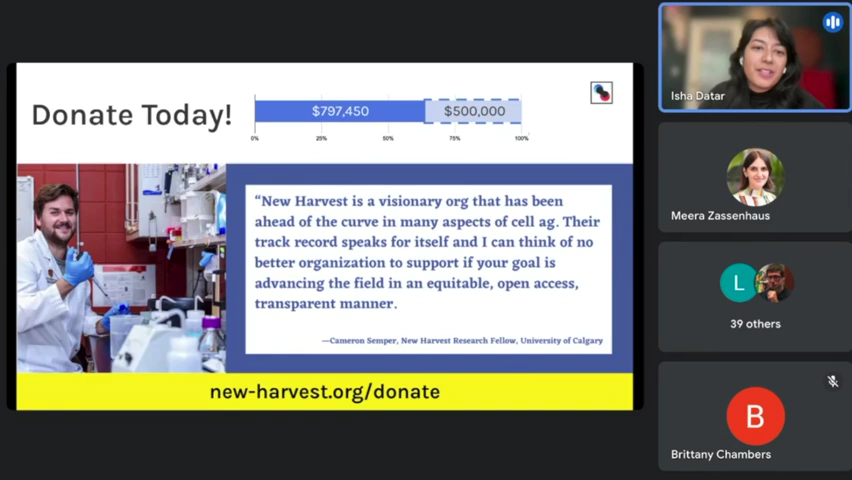 Donate Today!
$797,450
$500,000
0%
25%
50%
75%
100%
“New Harvest is a visionary org that has been
ahead of the curve in many aspects of cell ag. Their
track record speaks for itself and I can think of no
better organization to support if your goal is
advancing the field in an equitable, open access,
transparent manner.
—Cameron Semper, New Harvest Research Fellow, University of Calgary
new-harvest.org/donate
Isha Datar
Meera Zassenhaus
L
39 others
B
Brittany Chambers